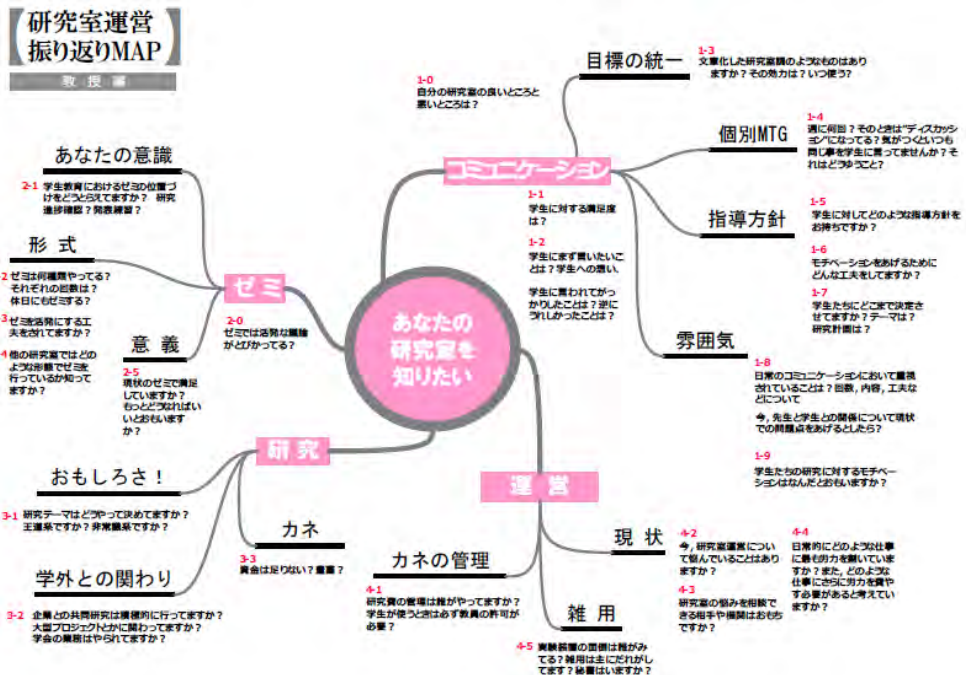 研究室運営
振り返りMAP
教授編
あなたの
研究室を
知りたい
コミュニケーション
1-0
自分の研究室の良いところと
悪いところは？
1-1
学生に対する満足度
は？
1-2
学生にまず言いたいこ
とは？学生への想い、
学生に言われてがっ
かりしたことは？逆に
うれしかったことは？
目標の統一
1-3
文章化した研究室訓のようなものはあり
ますか？その効力は？いつ使う？
個別MTG
1-4
週に何回？そのときは"ディスカッシ
ョン"になってる？気がつくといつも
同じ事を学生に言ってませんか？そ
れはどうゆうこと？
指導方針
1-5
学生に対してどのような指導方針を
お持ちですか？
1-6
モチベーションをあげるために
どんな工夫をしてますか？
1-7
学生たちにどこまで決定さ
せてますか？テーマは？
研究計画は？
雰囲気
1-8
日常のコミュニケーションにおいて重視
されていることは？回数，内容，工夫な
どについて
今，先生と学生との関係について現状
での問題点をあげるとしたら？
1-9
学生たちの研究に対するモチベー
ションはなんだとおもいますか？
ゼミ
2-0
ゼミでは活発な議論
がとびかってる？
あなたの意識
2-1 学生教育におけるゼミの位置づ
けをどうとらえてますか？ 研究
進捗確認？発表練習？
形式
2 ゼミは何種類やってる？
それぞれの回数は？
休日にもゼミする？
3 ゼミを活発にする工
夫をされてますか？
4 他の研究室ではどの
ような形態でゼミを
行っているか知って
ますか？
意義
2-5
現状のゼミで満足
していますか？
もっとどうなればい
いとおもいます
か？
研究
おもしろさ！
3-1 研究テーマはどうやって決めてますか？
王道系ですか？非常識系ですか？
学外との関わり
3-2 企業との共同研究は積極的に行ってますか？
大型プロジェクトとかに関わってますか？
学会の業務はやられてますか？
カネ
3-3
資金は足りない？豊富？
運営
カネの管理
4-1
研究費の管理は誰がやってますか？
学生が使うときは必ず教員の許可が
必要？
現状
4-2
今，研究室運営につい
て悩んでいることはあり
ますか？
4-3
研究室の悩みを相談で
きる相手や機関はおもち
ですか？
4-4
日常的にどのような仕事
に最も労力を割いていま
すか？また，どのような
仕事にさらに労力を費や
す必要があると考えてい
ますか？
雑用
4-5 実験装置の面倒は誰がみ
てる？雑用は主にだれがし
てます？秘書はいますか？